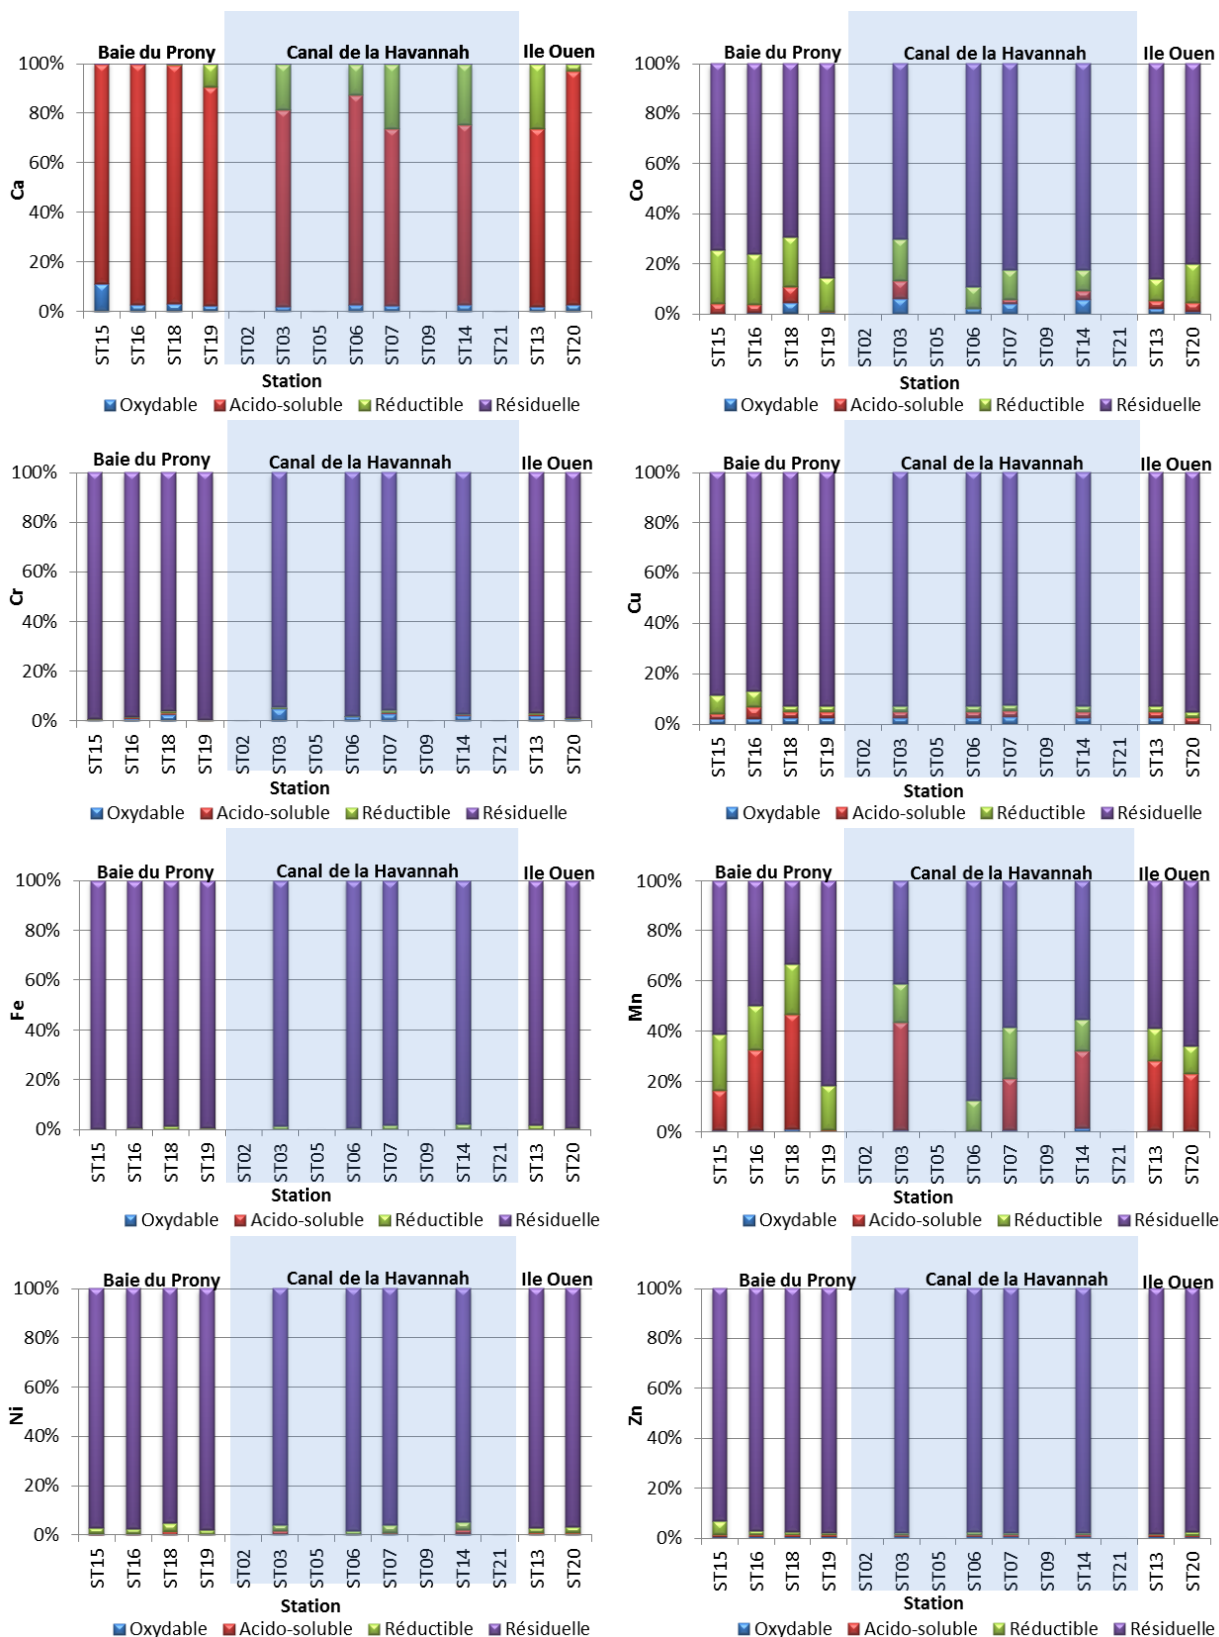 Baie du Prony Canal de la Havannah Ile Ouen
100%
80%
60%
40%
20%
0%
Ca
ST15 ST16 ST18 ST19 ST02 ST03 ST05 ST06 ST07 ST09 ST14 ST21 ST13 ST20
Station
Oxydable Acido-soluble Réductible Résiduelle
Baie du Prony Canal de la Havannah Ile Ouen
100%
80%
60%
40%
20%
0%
Co
ST15 ST16 ST18 ST19 ST02 ST03 ST05 ST06 ST07 ST09 ST14 ST21 ST13 ST20
Station
Oxydable Acido-soluble Réductible Résiduelle
Baie du Prony Canal de la Havannah Ile Ouen
100%
80%
60%
40%
20%
0%
Cr
ST15 ST16 ST18 ST19 ST02 ST03 ST05 ST06 ST07 ST09 ST14 ST21 ST13 ST20
Station
Oxydable Acido-soluble Réductible Résiduelle
Baie du Prony Canal de la Havannah Ile Ouen
100%
80%
60%
40%
20%
0%
Cu
ST15 ST16 ST18 ST19 ST02 ST03 ST05 ST06 ST07 ST09 ST14 ST21 ST13 ST20
Station
Oxydable Acido-soluble Réductible Résiduelle
Baie du Prony Canal de la Havannah Ile Ouen
100%
80%
60%
40%
20%
0%
Fe
ST15 ST16 ST18 ST19 ST02 ST03 ST05 ST06 ST07 ST09 ST14 ST21 ST13 ST20
Station
Oxydable Acido-soluble Réductible Résiduelle
Baie du Prony Canal de la Havannah Ile Ouen
100%
80%
60%
40%
20%
0%
Mn
ST15 ST16 ST18 ST19 ST02 ST03 ST05 ST06 ST07 ST09 ST14 ST21 ST13 ST20
Station
Oxydable Acido-soluble Réductible Résiduelle
Baie du Prony Canal de la Havannah Ile Ouen
100%
80%
60%
40%
20%
0%
Ni
ST15 ST16 ST18 ST19 ST02 ST03 ST05 ST06 ST07 ST09 ST14 ST21 ST13 ST20
Station
Oxydable Acido-soluble Réductible Résiduelle
Baie du Prony Canal de la Havannah Ile Ouen
100%
80%
60%
40%
20%
0%
Zn
ST15 ST16 ST18 ST19 ST02 ST03 ST05 ST06 ST07 ST09 ST14 ST21 ST13 ST20
Station
Oxydable Acido-soluble Réductible Résiduelle